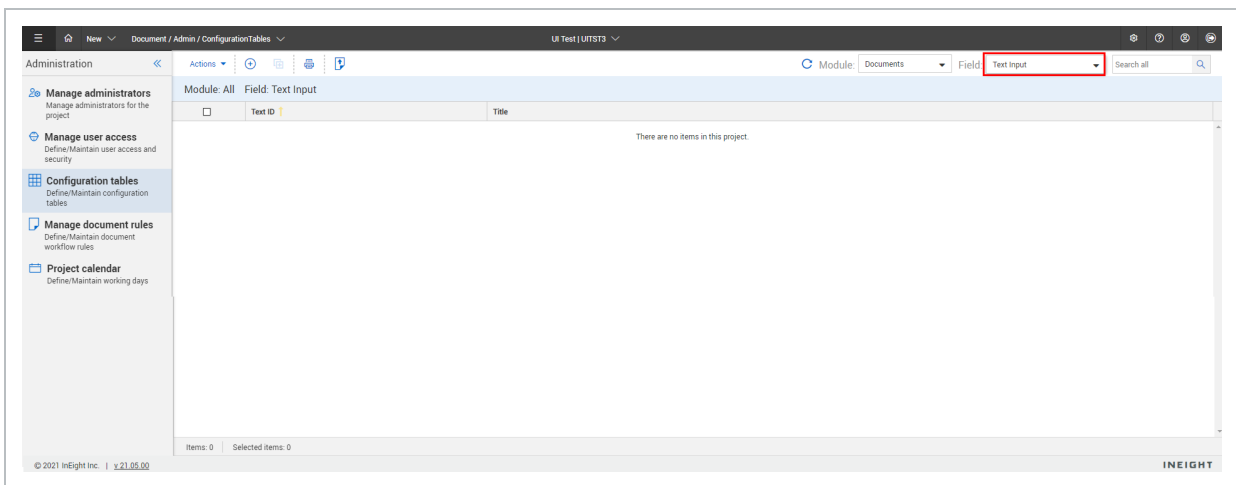 New Document / Admin / ConfigurationTables UI Test | UITST3
Administration «
Actions Module: Documents Field: Text Input Search all
Module: All Field: Text Input
Text ID Title
There are no items in this project.
Manage administrators
Manage administrators for the
project
Manage user access
Define/Maintain user access and
security
Configuration tables
Define/Maintain configuration
tables
Manage document rules
Define/Maintain document
workflow rules
Project calendar
Define/Maintain working days
Items: 0 Selected items: 0
© 2021 InEight Inc. | v 21.05.00 INEIGHT